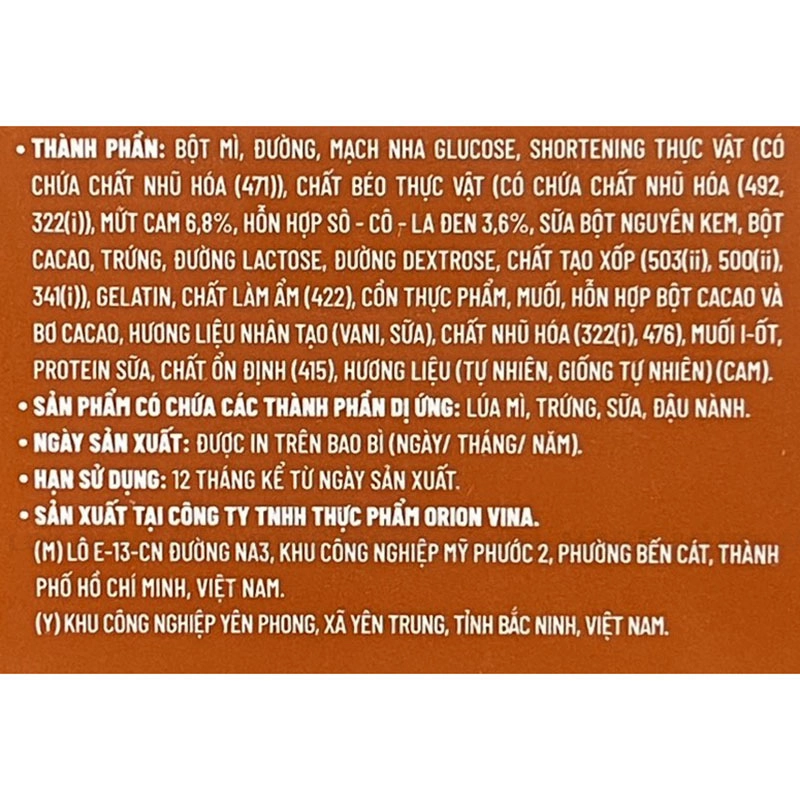 • THÀNH PHẦN: BỘT MÌ, ĐƯỜNG, MẠCH NHA GLUCOSE, SHORTENING THỰC VẬT (CÓ
CHỨA CHẤT NHŨ HÓA (471)), CHẤT BÉO THỰC VẬT (CÓ CHỨA CHẤT NHŨ HÓA (492,
322(i)), MỨT CAM 6,8%, HỖN HỢP SÔ - CÔ - LA ĐEN 3,6%, SỮA BỘT NGUYÊN KEM, BỘT
CACAO, TRỨNG, ĐƯỜNG LACTOSE, ĐƯỜNG DEXTROSE, CHẤT TẠO XỐP (503(ii), 500(ii),
341(i)), GELATIN, CHẤT LÀM ẨM (422), CỒN THỰC PHẨM, MUỐI, HỖN HỢP BỘT CACAO VÀ
BƠ CACAO, HƯƠNG LIỆU NHÂN TẠO (VANI, SỮA), CHẤT NHŨ HÓA (322(i), 476), MUỐI I-ỐT,
PROTEIN SỮA, CHẤT ỔN ĐỊNH (415), HƯƠNG LIỆU (TỰ NHIÊN, GIỐNG TỰ NHIÊN) (CAM).
• SẢN PHẨM CÓ CHỨA CÁC THÀNH PHẦN DỊ ỨNG: LÚA MÌ, TRỨNG, SỮA, ĐẬU NÀNH.
• NGÀY SẢN XUẤT: ĐƯỢC IN TRÊN BAO BÌ (NGÀY/ THÁNG/ NĂM).
• HẠN SỬ DỤNG: 12 THÁNG KỂ TỪ NGÀY SẢN XUẤT.
• SẢN XUẤT TẠI CÔNG TY TNHH THỰC PHẨM ORION VINA.
(M) LÔ E-13-CN ĐƯỜNG NA3, KHU CÔNG NGHIỆP MỸ PHƯỚC 2, PHƯỜNG BẾN CÁT, THÀNH
PHỐ HỒ CHÍ MINH, VIỆT NAM.
(Y) KHU CÔNG NGHIỆP YÊN PHONG, XÃ YÊN TRUNG, TỈNH BẮC NINH, VIỆT NAM.